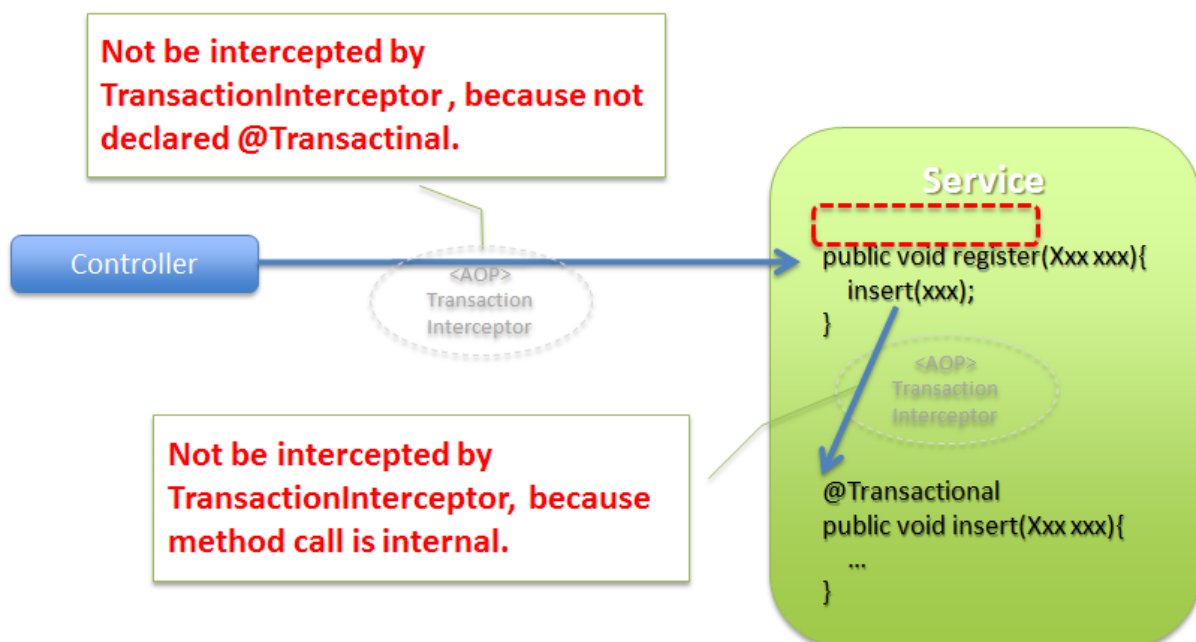 Not be intercepted by
TransactionInterceptor , because not
declared @Transactinal.
Service
Controller
<AOP>
Transaction
Interceptor
public void register(Xxx xxx){
insert(xxx);
}
<AOP>
Transaction
Interceptor
Not be intercepted by
TransactionInterceptor, because
method call is internal.
@Transactional
public void insert(Xxx xxx){
...
}